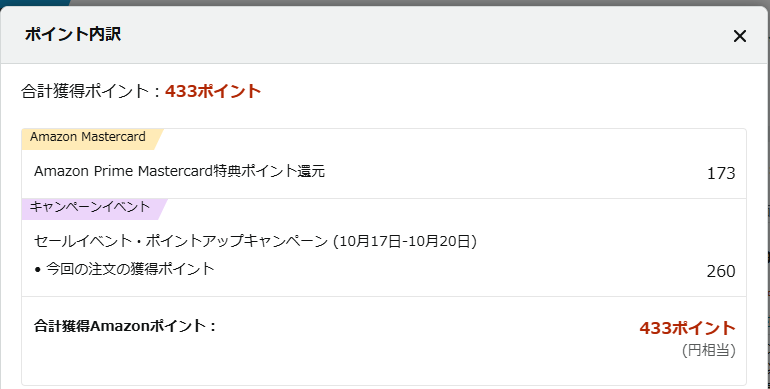 ポイント内訳
合計獲得ポイント：433ポイント
Amazon Mastercard
Amazon Prime Mastercard特典ポイント還元 173
キャンペーンイベント
セールイベント・ポイントアップキャンペーン (10月17日-10月20日)
• 今回の注文の獲得ポイント 260
合計獲得Amazonポイント： 433ポイント
(円相当)